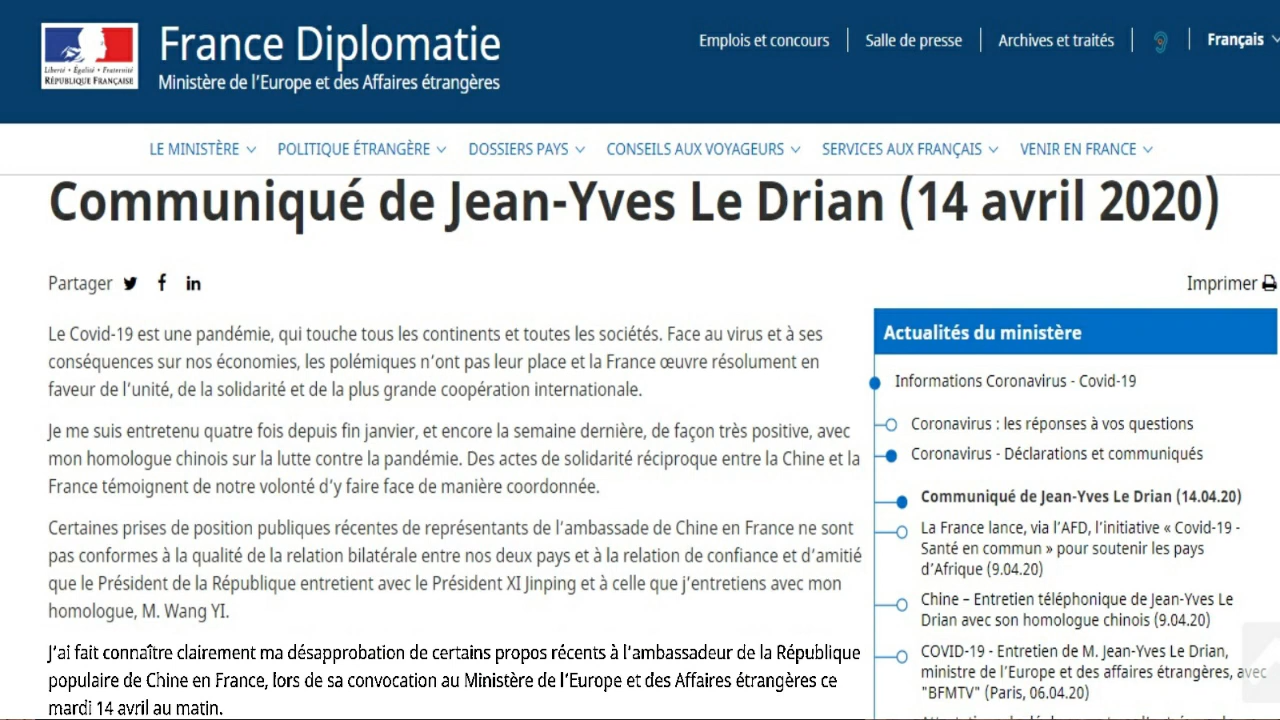 Liberté • Égalité • Fraternité
RÉPUBLIQUE FRANÇAISE
France Diplomatie
Ministère de l'Europe et des Affaires étrangères
Emplois et concours
Salle de presse
Archives et traités
Français
LE MINISTÈRE
POLITIQUE ÉTRANGÈRE
DOSSIERS PAYS
CONSEILS AUX VOYAGEURS
SERVICES AUX FRANÇAIS
VENIR EN FRANCE
Communiqué de Jean-Yves Le Drian (14 avril 2020)
Partager
Imprimer
Le Covid-19 est une pandémie, qui touche tous les continents et toutes les sociétés. Face au virus et à ses
conséquences sur nos économies, les polémiques n'ont pas leur place et la France œuvre résolument en
faveur de l'unité, de la solidarité et de la plus grande coopération internationale.
Je me suis entretenu quatre fois depuis fin janvier, et encore la semaine dernière, de façon très positive, avec
mon homologue chinois sur la lutte contre la pandémie. Des actes de solidarité réciproque entre la Chine et la
France témoignent de notre volonté d'y faire face de manière coordonnée.
Certaines prises de position publiques récentes de représentants de l'ambassade de Chine en France ne sont
pas conformes à la qualité de la relation bilatérale entre nos deux pays et à la relation de confiance et d'amitié
que le Président de la République entretient avec le Président XI Jinping et à celle que j'entretiens avec mon
homologue, M. Wang YI.
J'ai fait connaître clairement ma désapprobation de certains propos récents à l'ambassadeur de la République
populaire de Chine en France, lors de sa convocation au Ministère de l'Europe et des Affaires étrangères ce
mardi 14 avril au matin.
Actualités du ministère
Informations Coronavirus - Covid-19
Coronavirus : les réponses à vos questions
Coronavirus - Déclarations et communiqués
Communiqué de Jean-Yves Le Drian (14.04.20)
La France lance, via l'AFD, l'initiative « Covid-19 -
Santé en commun » pour soutenir les pays
d'Afrique (9.04.20)
Chine – Entretien téléphonique de Jean-Yves Le
Drian avec son homologue chinois (9.04.20)
COVID-19 - Entretien de M. Jean-Yves Le Drian,
ministre de l'Europe et des affaires étrangères, avec
"BFMTV" (Paris, 06.04.20)